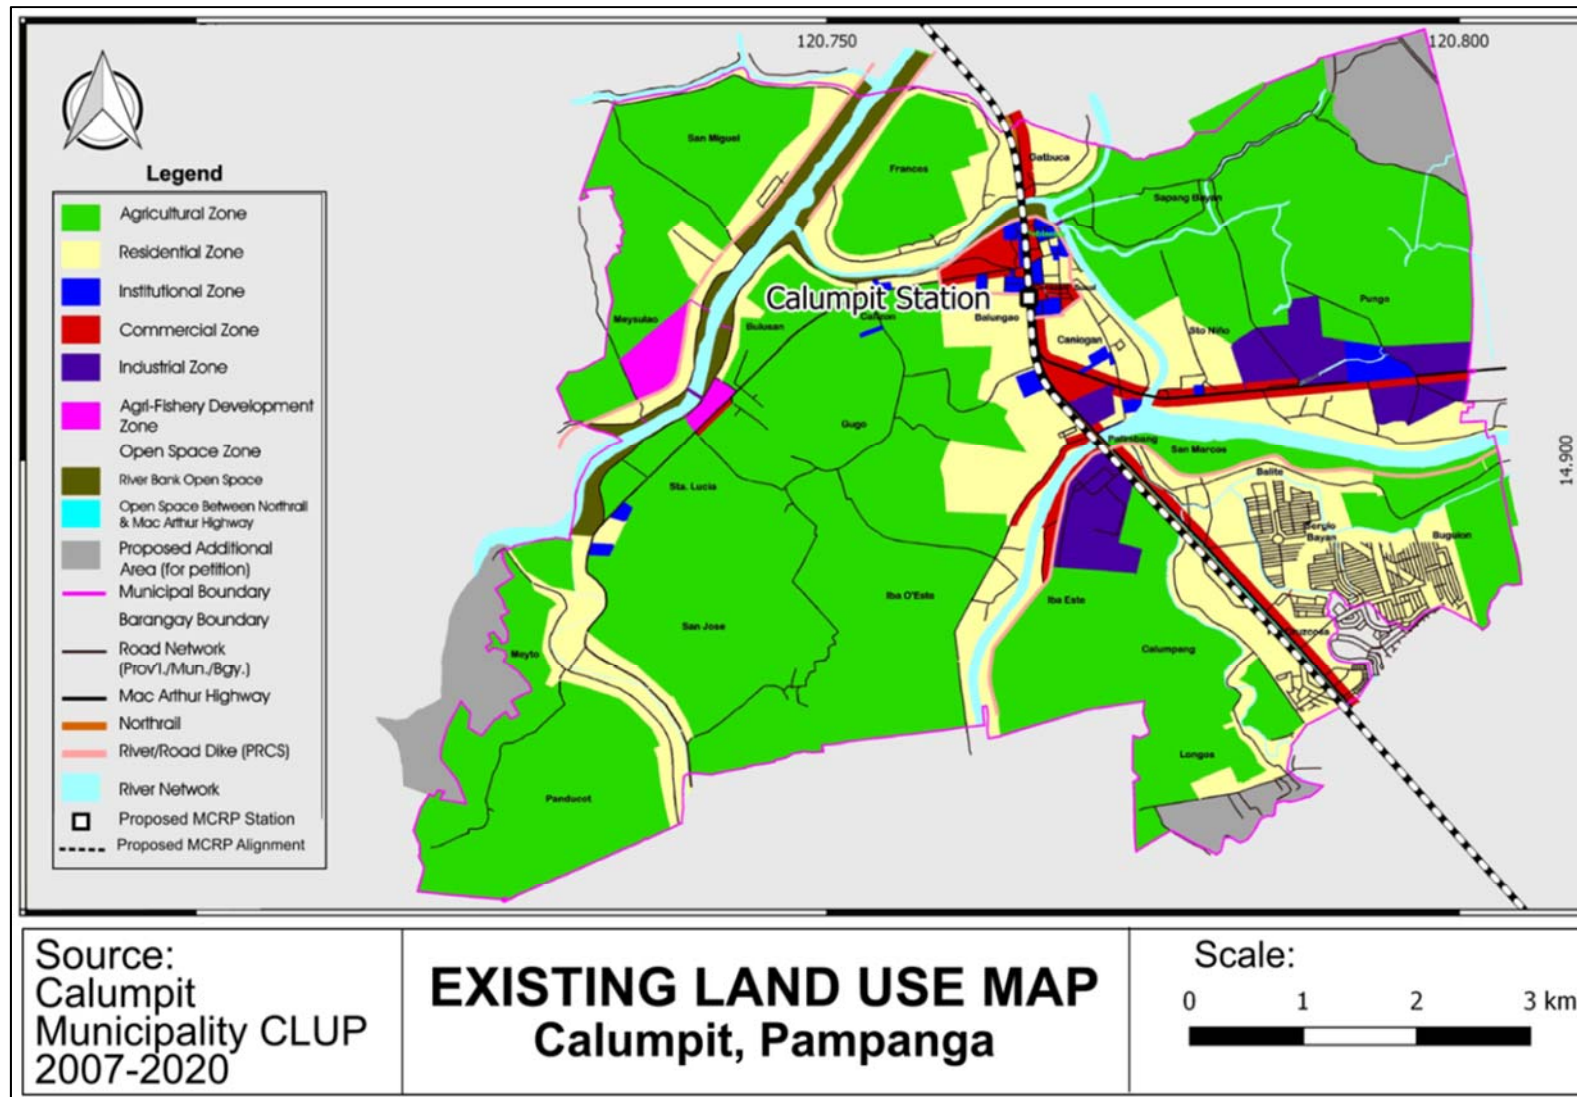 120.750
120.800
14.900
Legend
Agricultural Zone
Residential Zone
Institutional Zone
Commercial Zone
Industrial Zone
Agri-Fishery Development
Zone
Open Space Zone
River Bank Open Space
Open Space Between Northrail
& Mac Arthur Highway
Proposed Additional
Area (for petition)
Municipal Boundary
Barangay Boundary
Road Network
(Prov'l./Mun./Bgy.)
Mac Arthur Highway
Northrail
River/Road Dike (PRCS)
River Network
Proposed MCRP Station
Proposed MCRP Alignment
San Miguel
Frances
Gatbuca
Sapang Bayan
Calumpit Station
Meysulao
Bulusan
Balungao
Caniogan
Sto Niño
Pungo
Gugo
Palimbang
San Marcos
Balite
Sergio
Bayan
Buguion
Sta. Lucia
Iba O'Este
Iba Este
San Jose
Meyto
Calumpang
Longos
Panducot
Source:
Calumpit
Municipality CLUP
2007-2020
EXISTING LAND USE MAP
Calumpit, Pampanga
Scale:
0 1 2 3 km